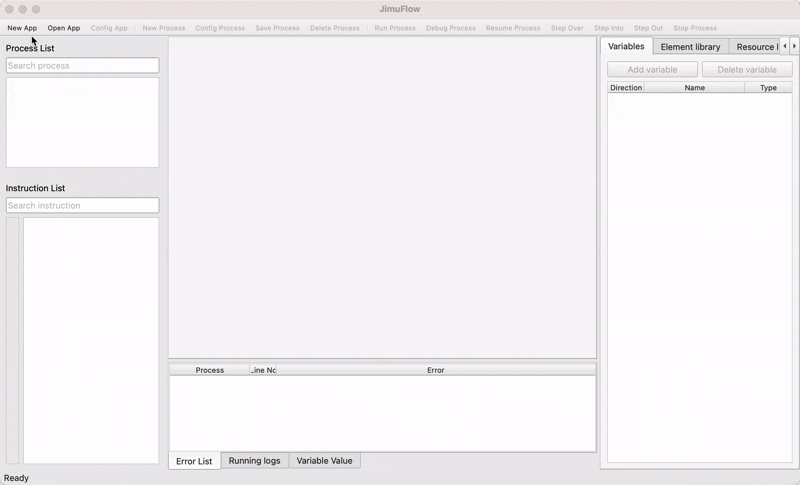 JimuFlow
New App Open App Config App New Process Config Process Save Process Delete Process Run Process Debug Process Resume Process Step Over Step Into Step Out Stop Process
Process List
Search process
Instruction List
Search instruction
Process Line No Error
Error List Running logs Variable Value
Variables Element library Resource l
Add variable Delete variable
Direction Name Type
Ready